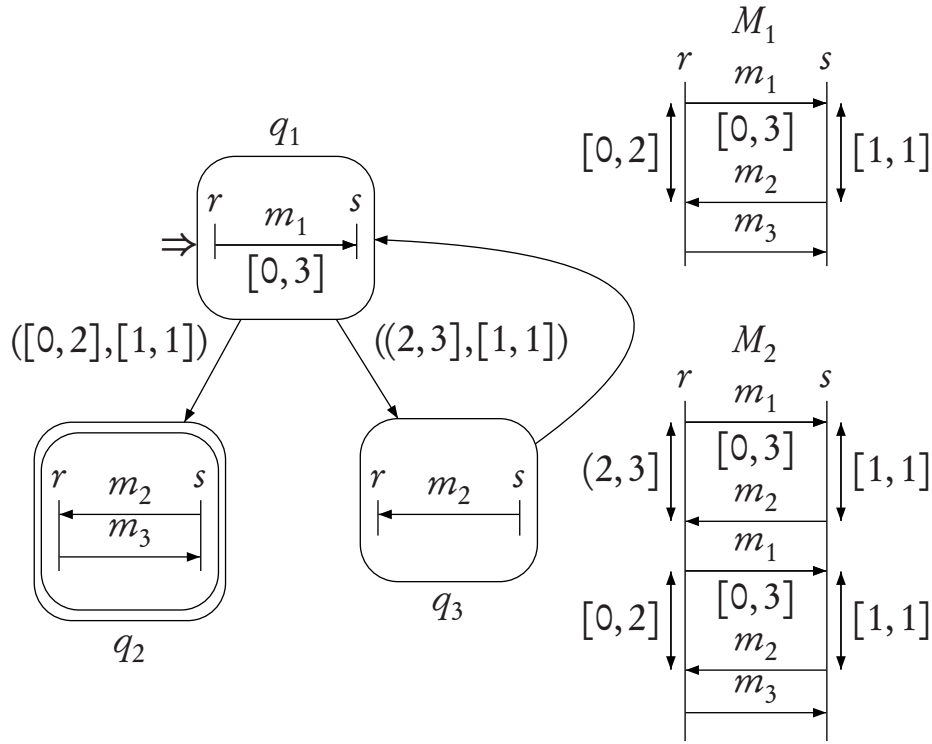 q₁
r s
m₁
⇒
[0, 3]
([0, 2],[1, 1])
((2, 3],[1, 1])
r s
m₂
m₃
q₂
r s
m₂
q₃
M₁
r s
m₁
[0, 2] [0, 3] [1, 1]
m₂
m₃
M₂
r s
m₁
(2, 3] [0, 3] [1, 1]
m₂
m₁
[0, 2] [0, 3] [1, 1]
m₂
m₃